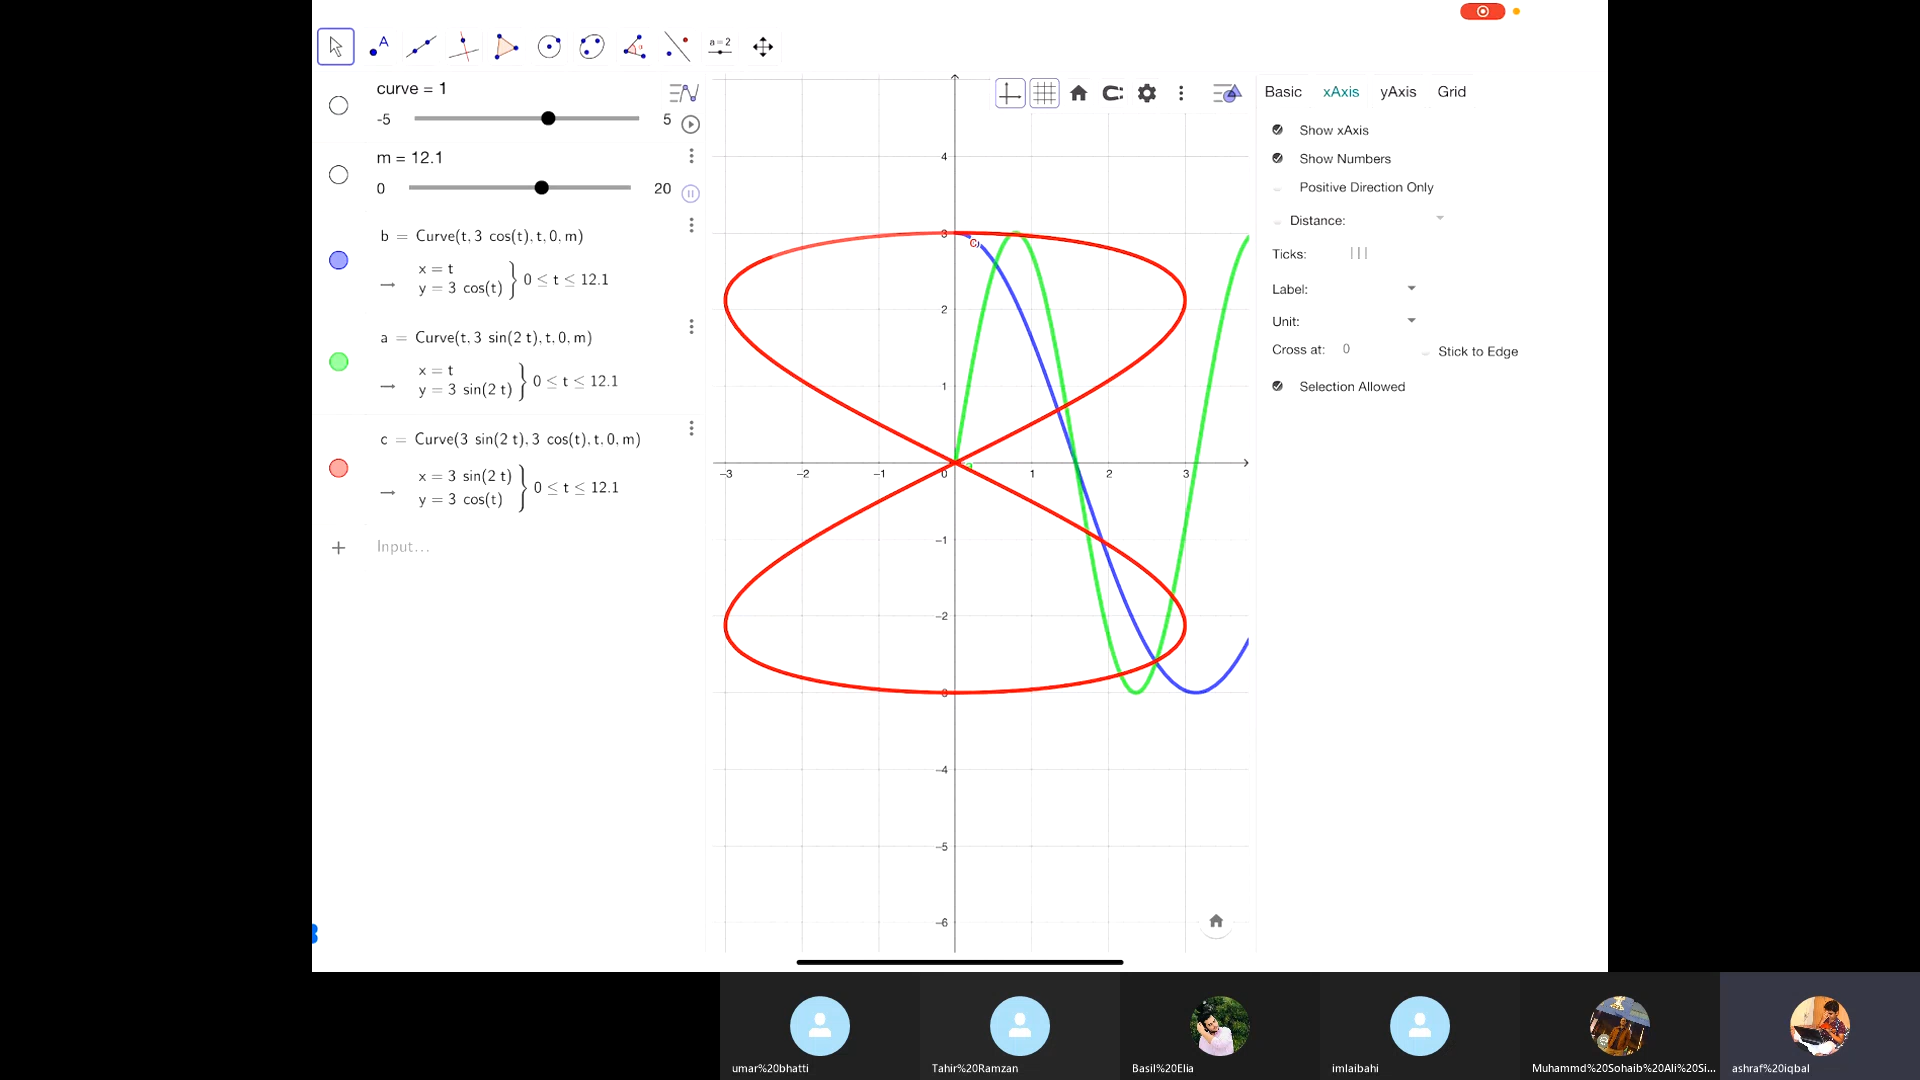 A
a = 2
curve = 1
-5
5
m = 12.1
0
20
b = Curve(t, 3 cos(t), t, 0, m)
→ x = t
y = 3 cos(t) } 0 ≤ t ≤ 12.1
a = Curve(t, 3 sin(2 t), t, 0, m)
→ x = t
y = 3 sin(2 t) } 0 ≤ t ≤ 12.1
c = Curve(3 sin(2 t), 3 cos(t), t, 0, m)
→ x = 3 sin(2 t)
y = 3 cos(t) } 0 ≤ t ≤ 12.1
+ Input…
4
3
2
1
–3 –2 –1 0 1 2 3
–1
–2
–3
–4
–5
–6
c
a
Basic xAxis yAxis Grid
Show xAxis
Show Numbers
Positive Direction Only
Distance:
Ticks:
Label:
Unit:
Cross at: 0 Stick to Edge
Selection Allowed
umar%20bhatti
Tahir%20Ramzan
Basil%20Elia
imlaibahi
Muhammd%20Sohaib%20Ali%20Si...
ashraf%20iqbal